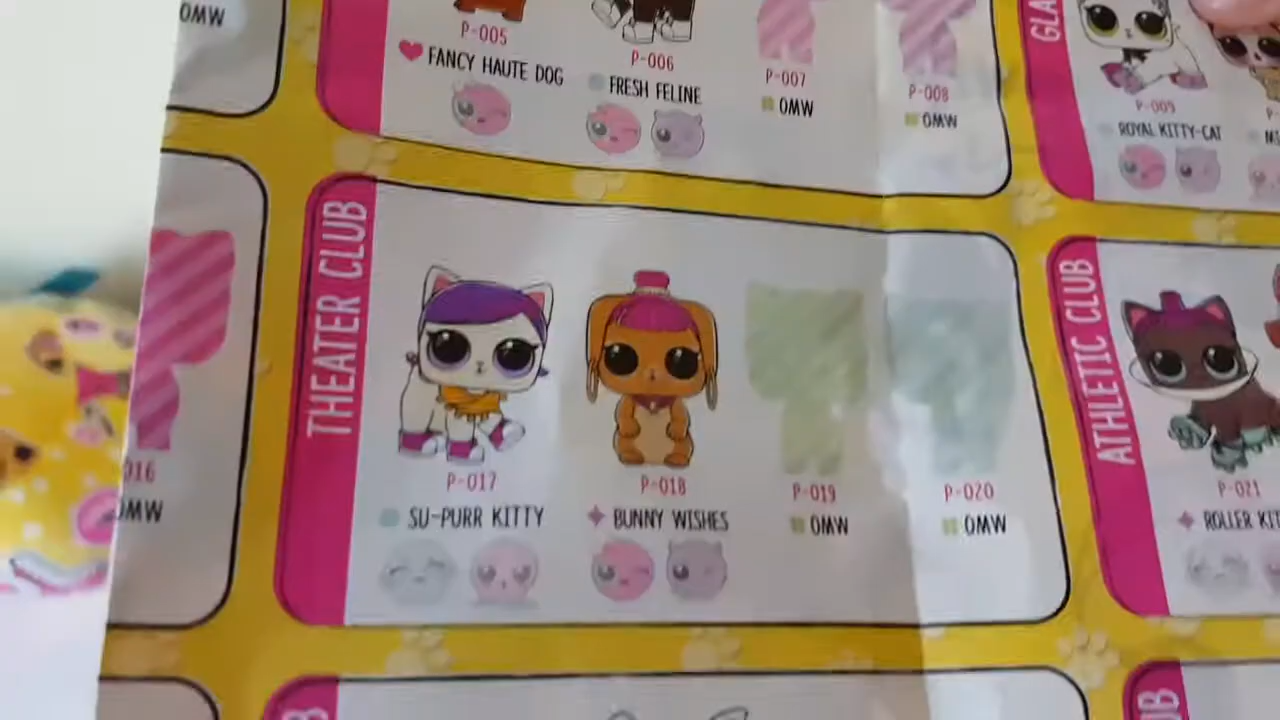 OMW
P-005
FANCY HAUTE DOG
P-006
FRESH FELINE
P-007
OMW
P-008
OMW
P-009
ROYAL KITTY-CAT
THEATER CLUB
P-017
SU-PURR KITTY
P-018
BUNNY WISHES
P-019
OMW
P-020
OMW
ATHLETIC CLUB
P-021
ROLLER
OMW